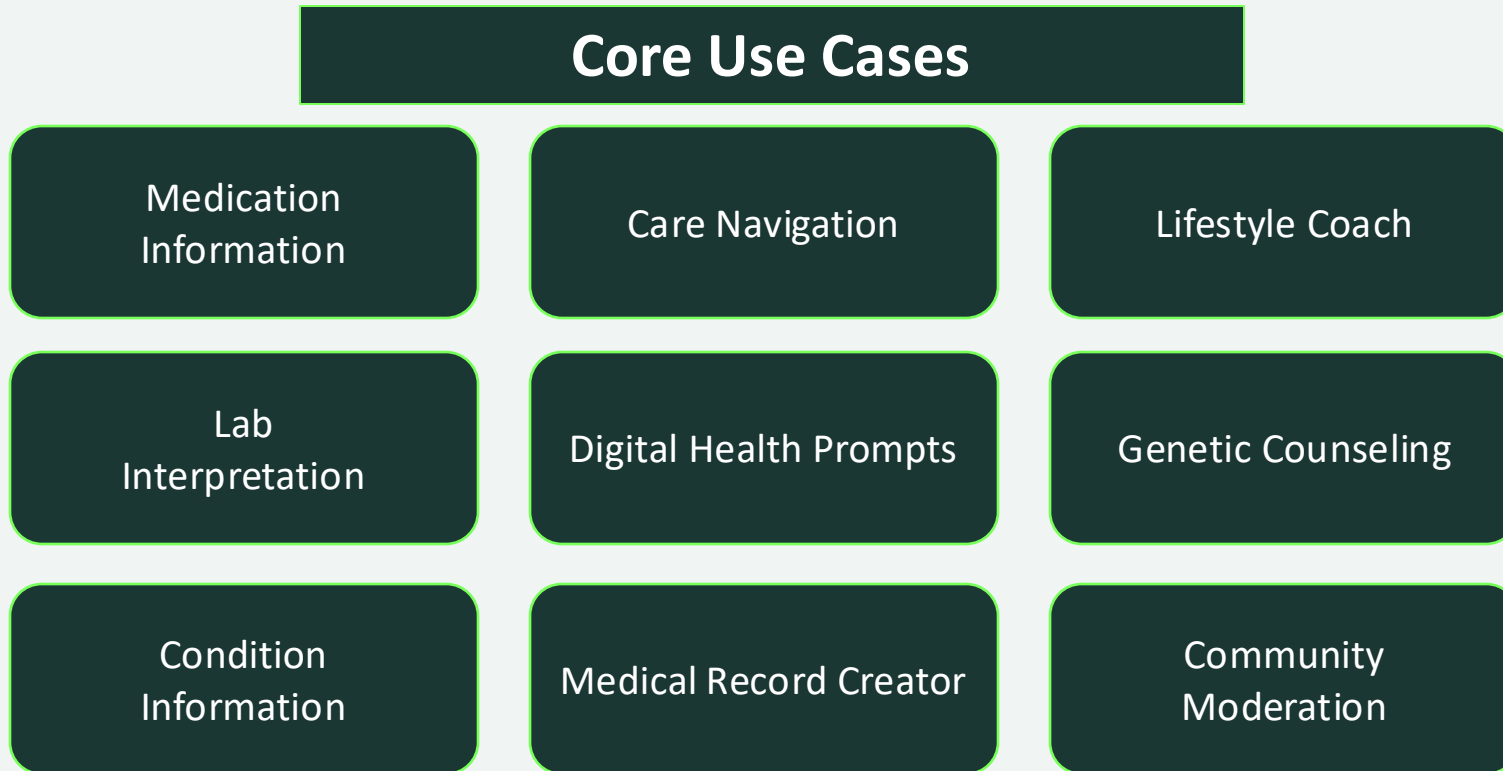 Core Use Cases
Medication
Information
Care Navigation
Lifestyle Coach
Lab
Interpretation
Digital Health Prompts
Genetic Counseling
Condition
Information
Medical Record Creator
Community
Moderation